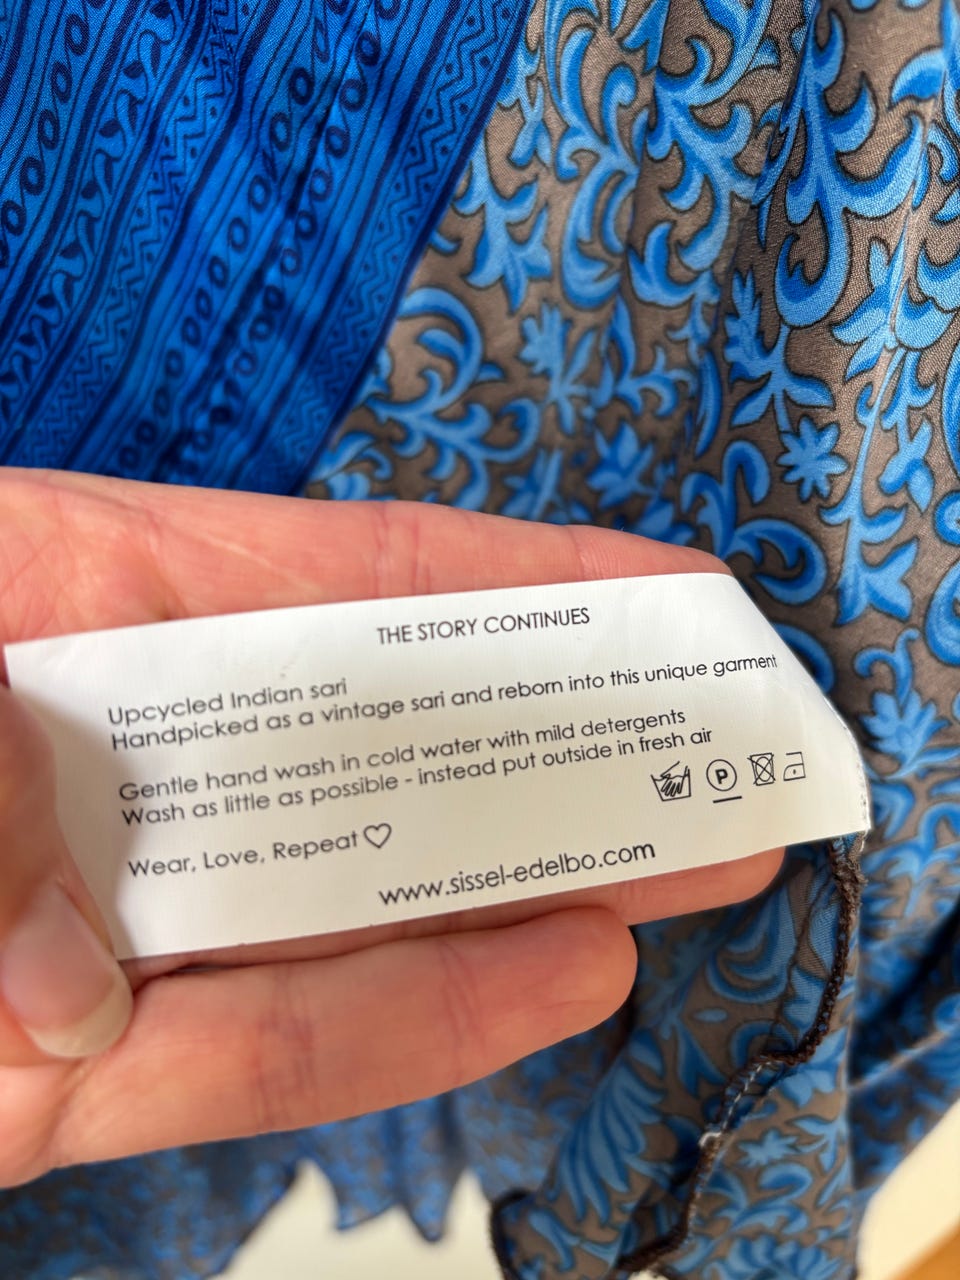 THE STORY CONTINUES
Upcycled Indian sari
Handpicked as a vintage sari and reborn into this unique garment
Gentle hand wash in cold water with mild detergents
Wash as little as possible - instead put outside in fresh air
P
Wear, Love, Repeat♡
www.sissel-edelbo.com